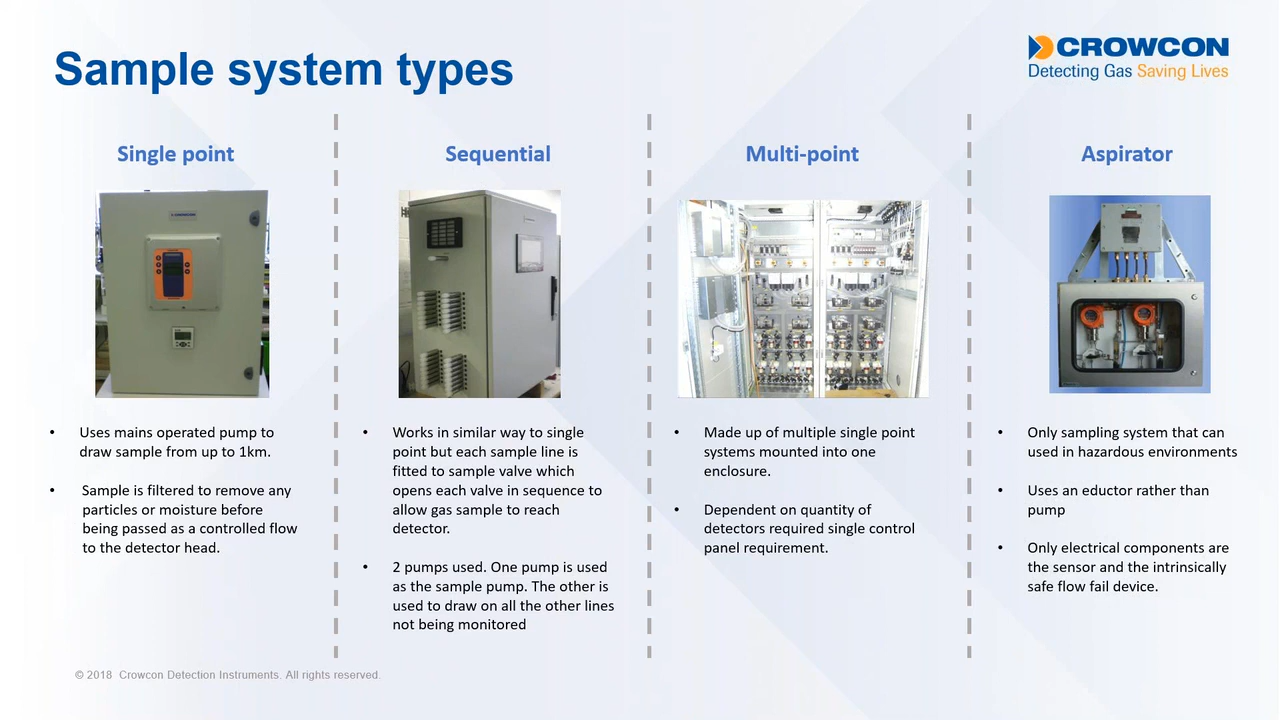 Sample system types
CROWCON
Detecting Gas Saving Lives
Single point
• Uses mains operated pump to
draw sample from up to 1km.
• Sample is filtered to remove any
particles or moisture before
being passed as a controlled flow
to the detector head.
Sequential
• Works in similar way to single
point but each sample line is
fitted to sample valve which
opens each valve in sequence to
allow gas sample to reach
detector.
• 2 pumps used. One pump is used
as the sample pump. The other is
used to draw on all the other lines
not being monitored
Multi-point
• Made up of multiple single point
systems mounted into one
enclosure.
• Dependent on quantity of
detectors required single control
panel requirement.
Aspirator
• Only sampling system that can
used in hazardous environments
• Uses an eductor rather than
pump
• Only electrical components are
the sensor and the intrinsically
safe flow fail device.
© 2018 Crowcon Detection Instruments. All rights reserved.